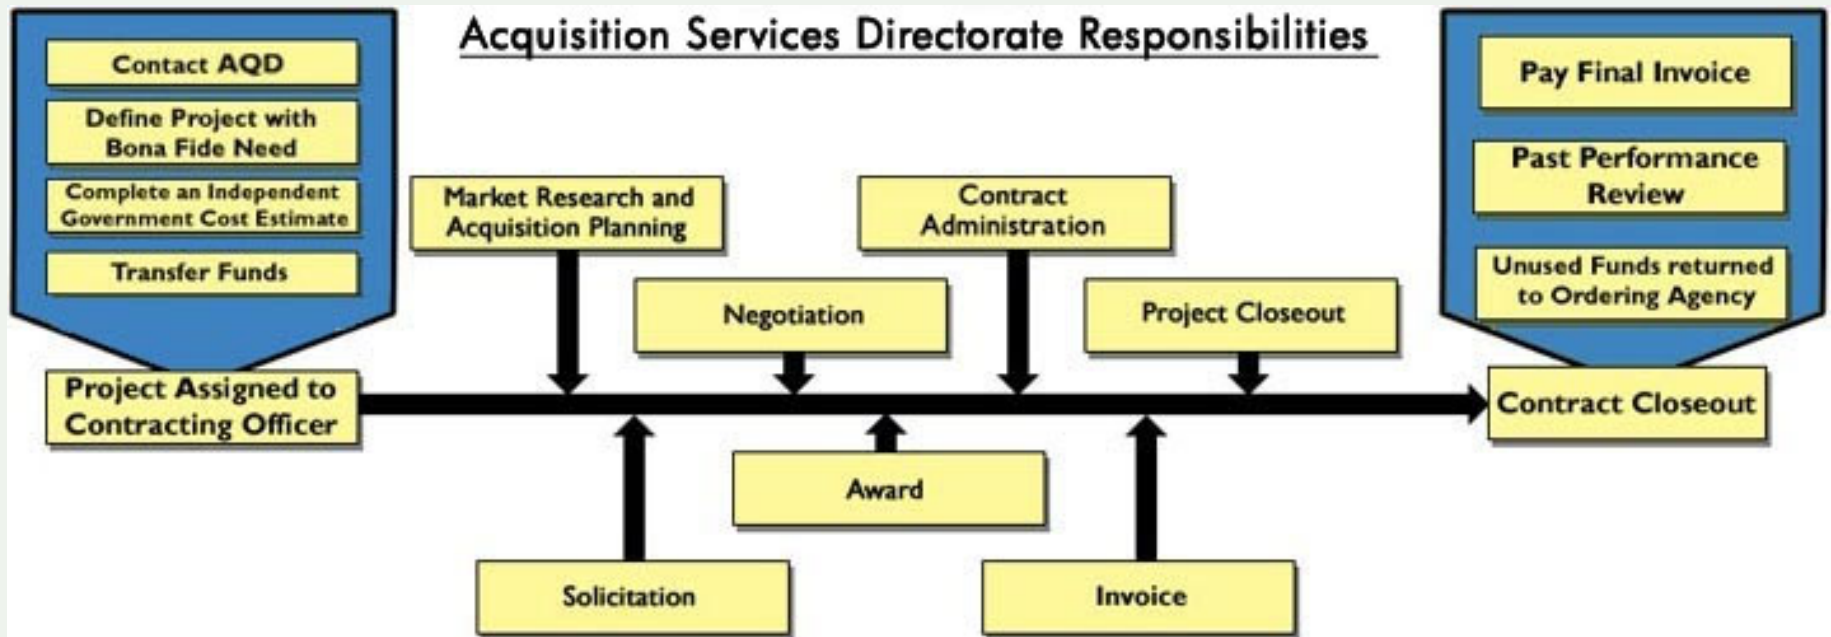 Acquisition Services Directorate Responsibilities
Contact AQD
Define Project with
Bona Fide Need
Complete an Independent
Government Cost Estimate
Transfer Funds
Project Assigned to
Contracting Officer
Market Research and
Acquisition Planning
Solicitation
Negotiation
Award
Contract
Administration
Invoice
Project Closeout
Pay Final Invoice
Past Performance
Review
Unused Funds returned
to Ordering Agency
Contract Closeout